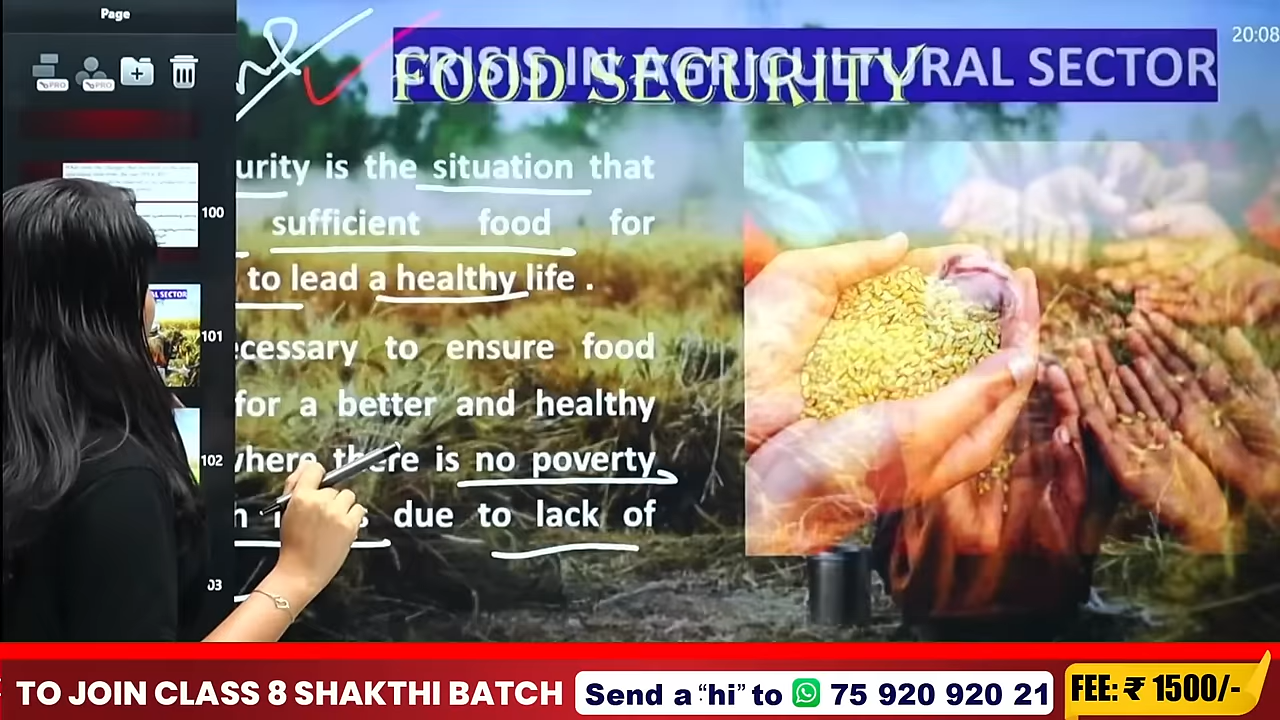 Page
20:08
CRISIS IN AGRICULTURAL SECTOR
FOOD SECURITY
PRO PRO
urity is the situation that
sufficient food for
to lead a healthy life .
ecessary to ensure food
for a better and healthy
where there is no poverty
due to lack of
100
AL SECTOR
101
102
03
TO JOIN CLASS 8 SHAKTHI BATCH
Send a “hi” to 75 920 920 21
FEE: ₹ 1500/-